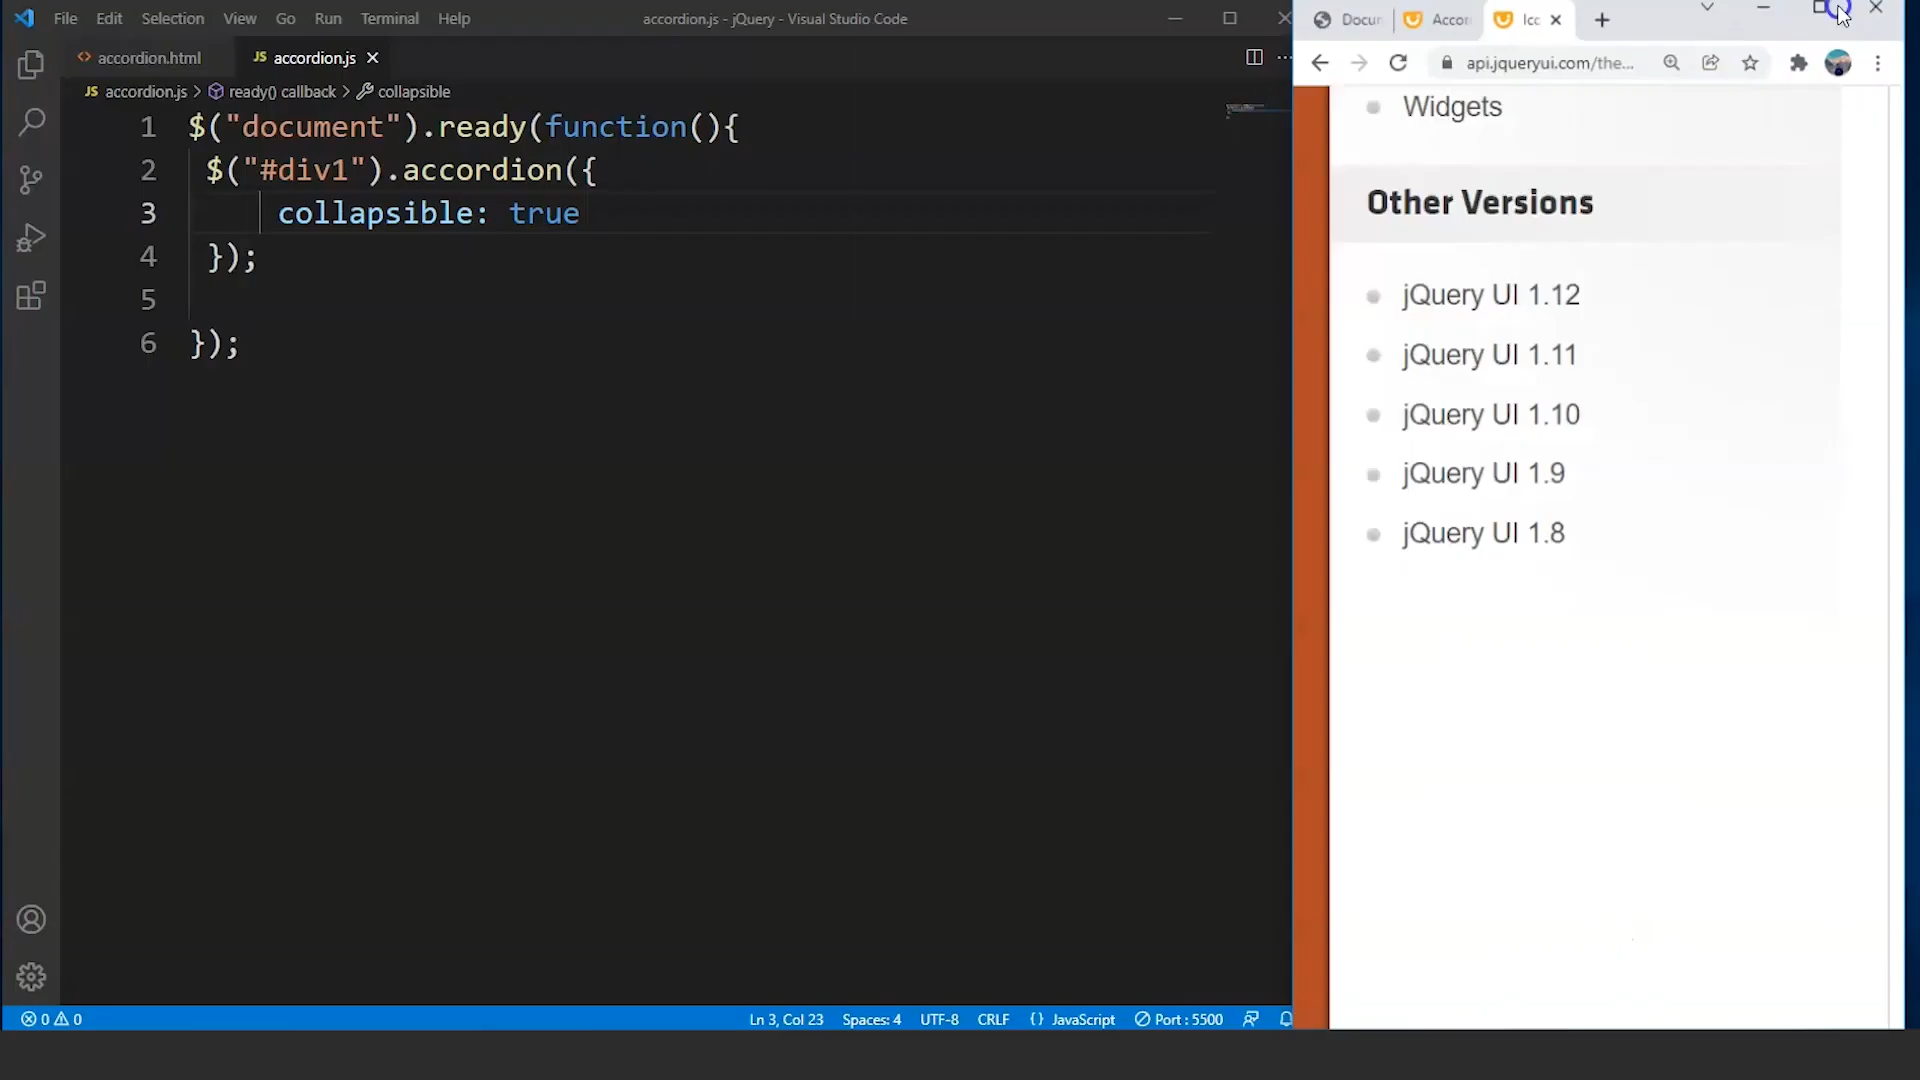 File Edit Selection View Go Run Terminal Help
accordion.js - jQuery - Visual Studio Code
accordion.html
JS accordion.js
JS accordion.js > ready() callback > collapsible
1 $("document").ready(function(){
2 $("#div1").accordion({
3 collapsible: true
4 });
5
6 });
0 0
Ln 3, Col 23 Spaces: 4 UTF-8 CRLF {} JavaScript Port : 5500
Docu
Accor
Icc
api.jqueryui.com/the...
Widgets
Other Versions
jQuery UI 1.12
jQuery UI 1.11
jQuery UI 1.10
jQuery UI 1.9
jQuery UI 1.8